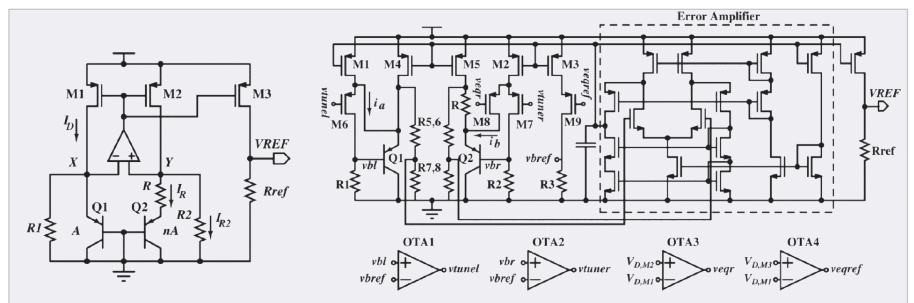 Error Amplifier
M1
M2
M3
I_D
X
Y
VREF
R
I_R
Rref
Q1
Q2
R2
I_R2
R1
A
nA
M1
M4
M5
M2
M3
vtunel
i_a
R
veqr
vtuner
veqref
M6
M8
M7
M9
R5,6
i_b
vbl
Q1
Q2
vbr
vbref
R7,8
R1
R2
R3
VREF
Rref
OTA1
OTA2
OTA3
OTA4
vbl
vbref
vtunel
vbr
vbref
vtuner
V_D,M2
V_D,M1
veqr
V_D,M3
V_D,M1
veqref
+
−
+
−
+
−
+
−
−
+